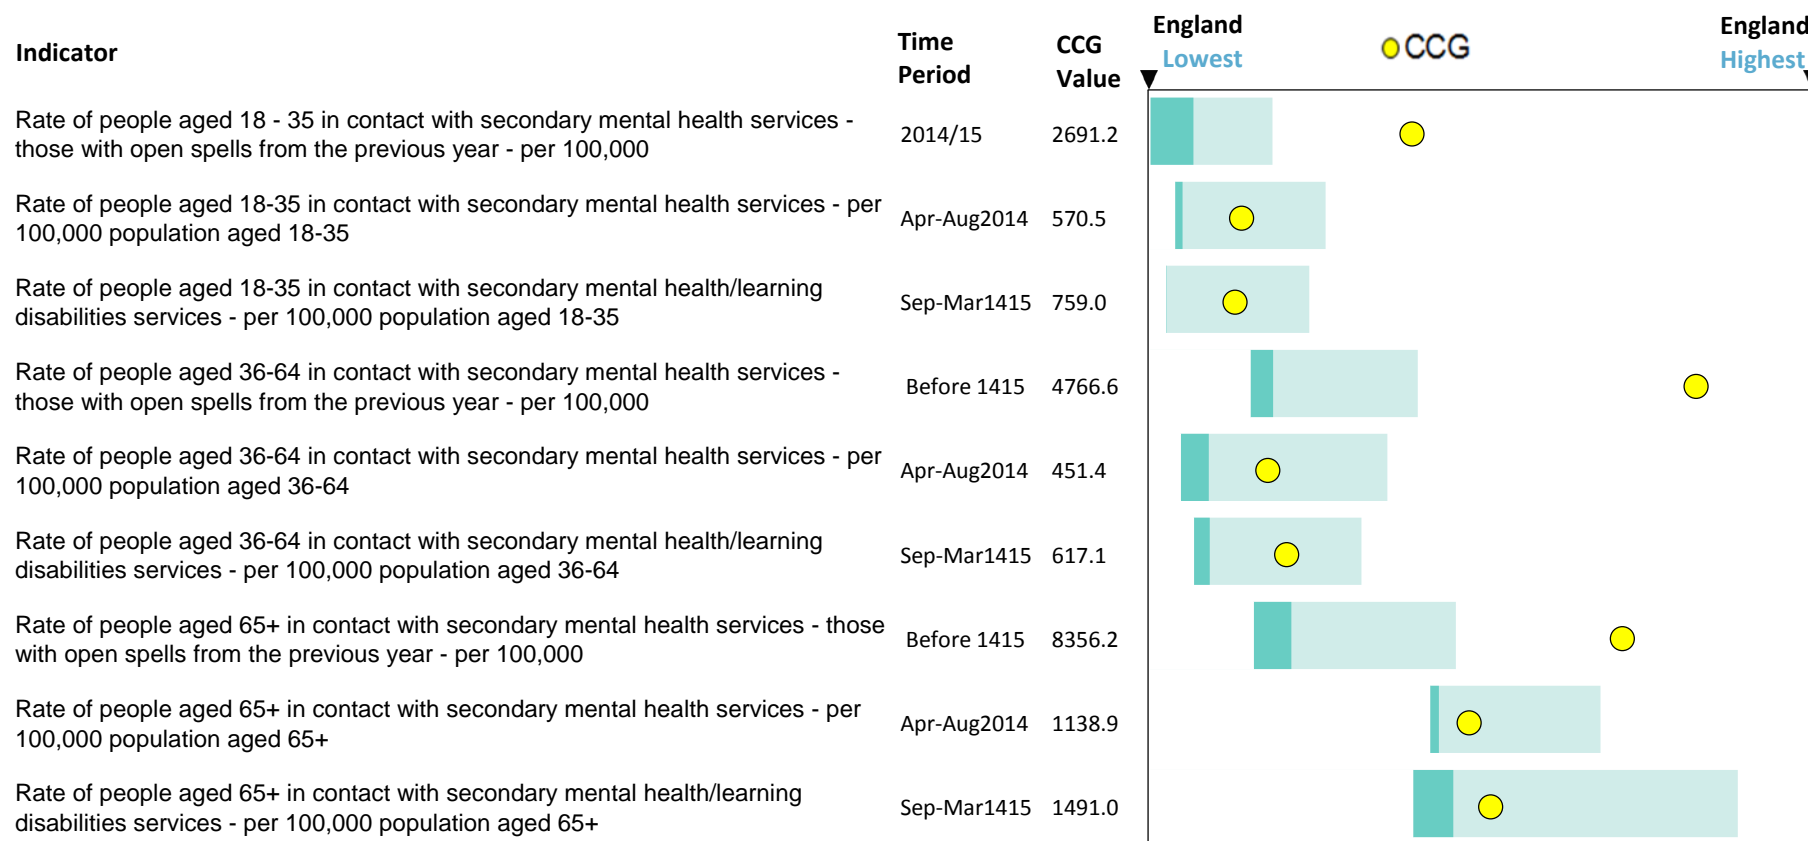 Indicator
Time Period
CCG Value
England Lowest
CCG
England Highest
Rate of people aged 18 - 35 in contact with secondary mental health services -
those with open spells from the previous year - per 100,000
2014/15 2691.2
Rate of people aged 18-35 in contact with secondary mental health services - per
100,000 population aged 18-35
Apr-Aug2014 570.5
Rate of people aged 18-35 in contact with secondary mental health/learning
disabilities services - per 100,000 population aged 18-35
Sep-Mar1415 759.0
Rate of people aged 36-64 in contact with secondary mental health services -
those with open spells from the previous year - per 100,000
Before 1415 4766.6
Rate of people aged 36-64 in contact with secondary mental health services - per
100,000 population aged 36-64
Apr-Aug2014 451.4
Rate of people aged 36-64 in contact with secondary mental health/learning
disabilities services - per 100,000 population aged 36-64
Sep-Mar1415 617.1
Rate of people aged 65+ in contact with secondary mental health services - those
with open spells from the previous year - per 100,000
Before 1415 8356.2
Rate of people aged 65+ in contact with secondary mental health services - per
100,000 population aged 65+
Apr-Aug2014 1138.9
Rate of people aged 65+ in contact with secondary mental health/learning
disabilities services - per 100,000 population aged 65+
Sep-Mar1415 1491.0